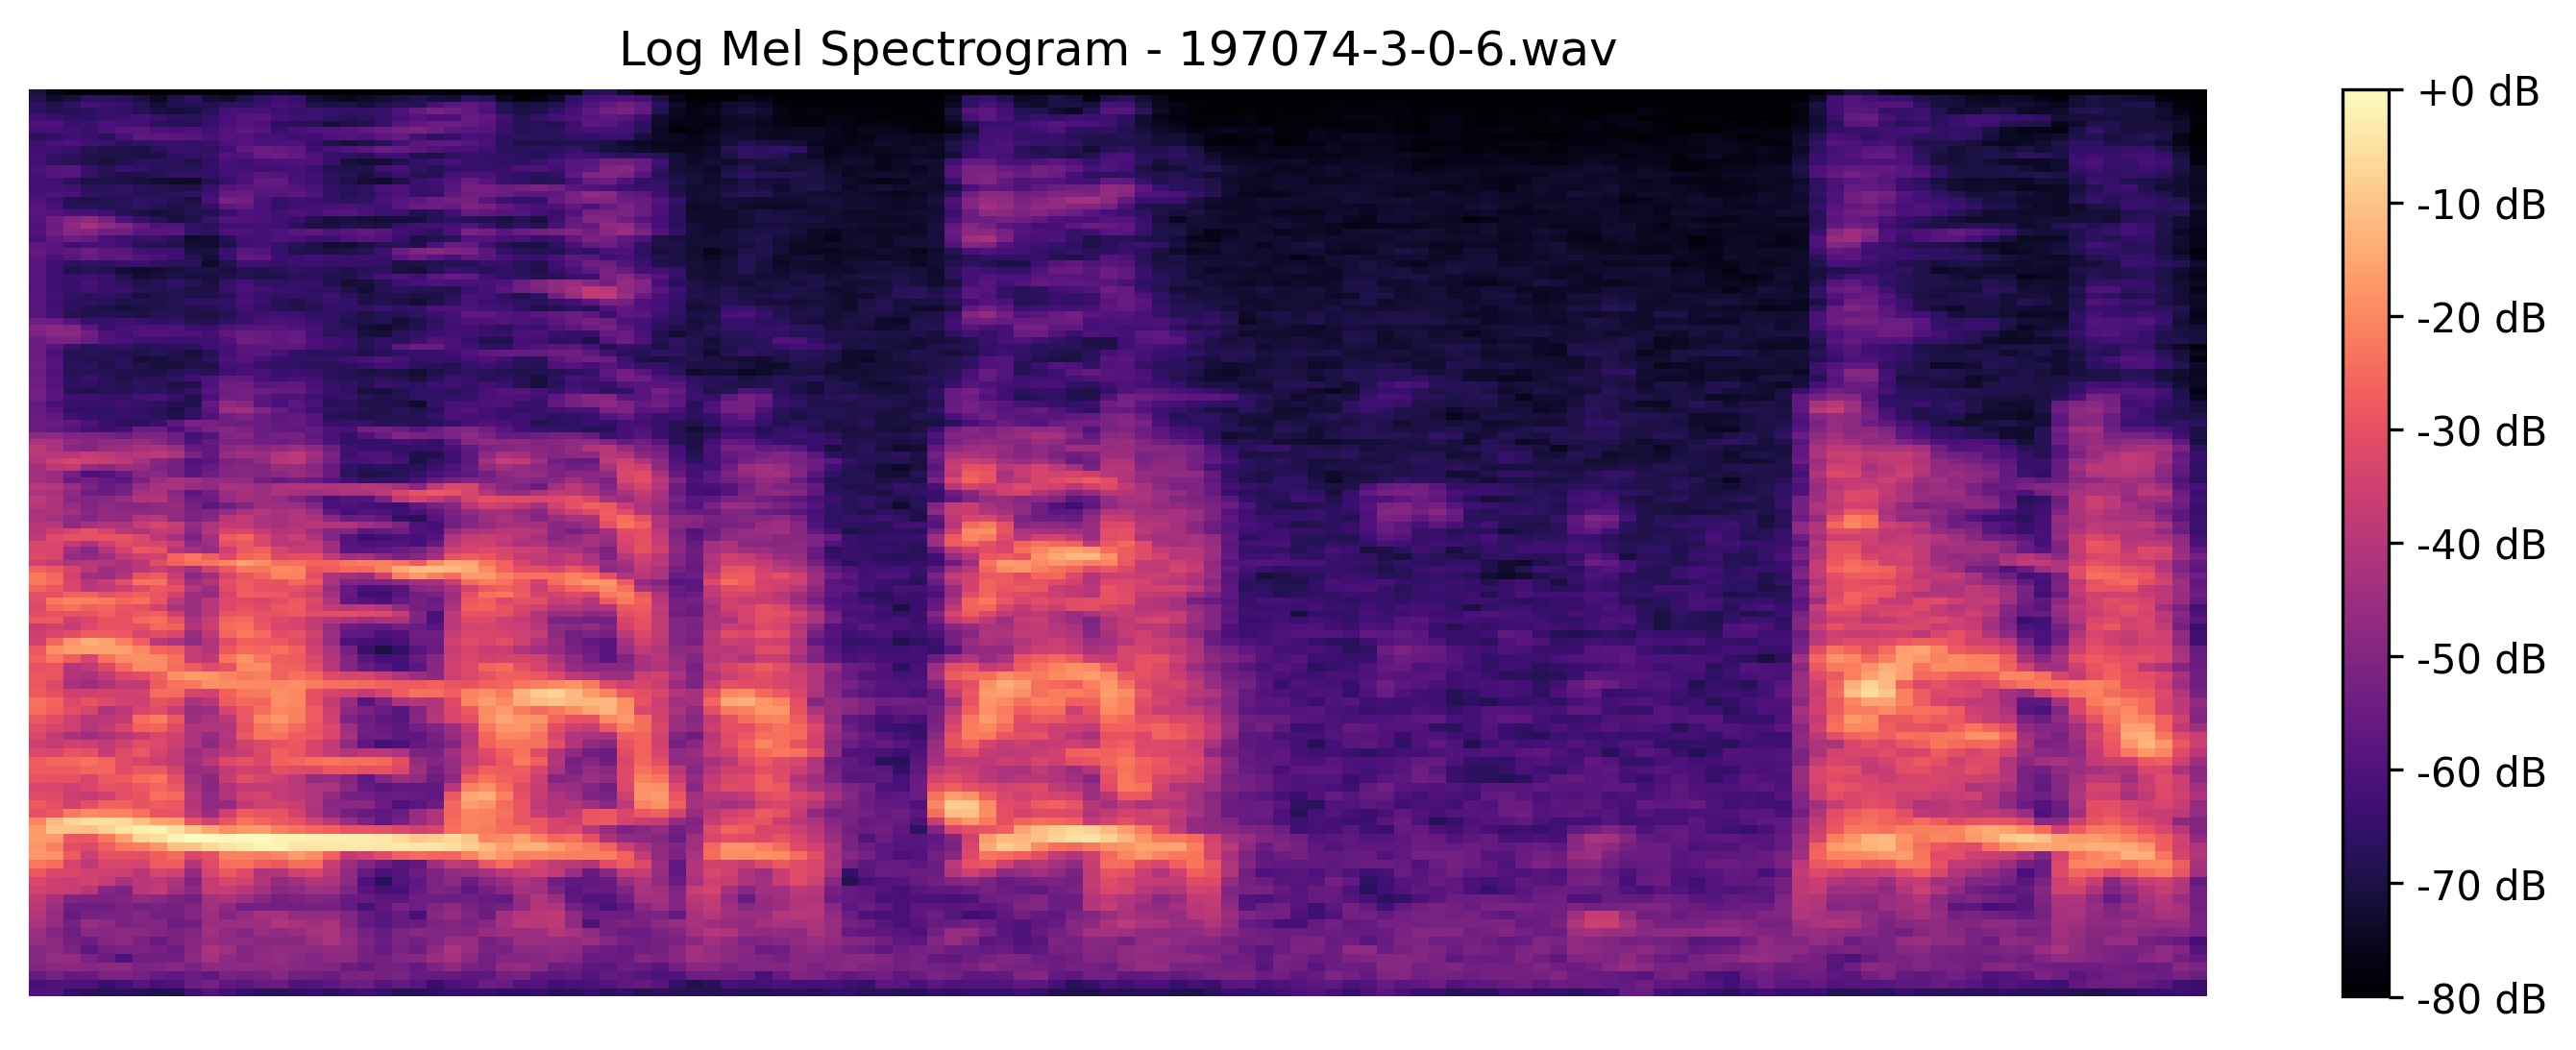 Log Mel Spectrogram - 197074-3-0-6.wav
+0 dB
-10 dB
-20 dB
-30 dB
-40 dB
-50 dB
-60 dB
-70 dB
-80 dB